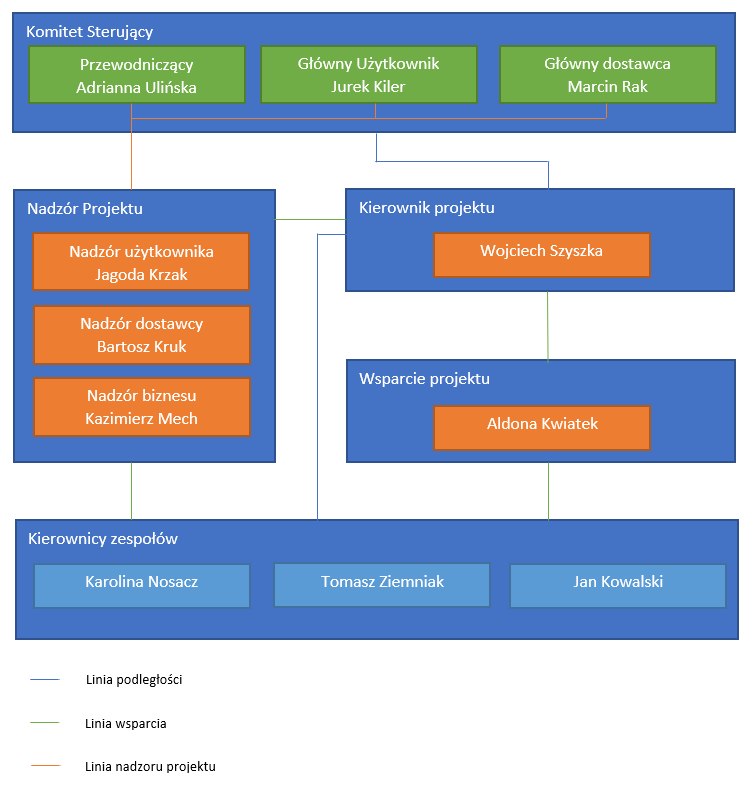 Komitet Sterujący
Przewodniczący
Adrianna Ulińska
Główny Użytkownik
Jurek Kiler
Główny dostawca
Marcin Rak
Nadzór Projektu
Nadzór użytkownika
Jagoda Krzak
Nadzór dostawcy
Bartosz Kruk
Nadzór biznesu
Kazimierz Mech
Kierownik projektu
Wojciech Szyszka
Wsparcie projektu
Aldona Kwiatek
Kierownicy zespołów
Karolina Nosacz
Tomasz Ziemniak
Jan Kowalski
Linia podległości
Linia wsparcia
Linia nadzoru projektu